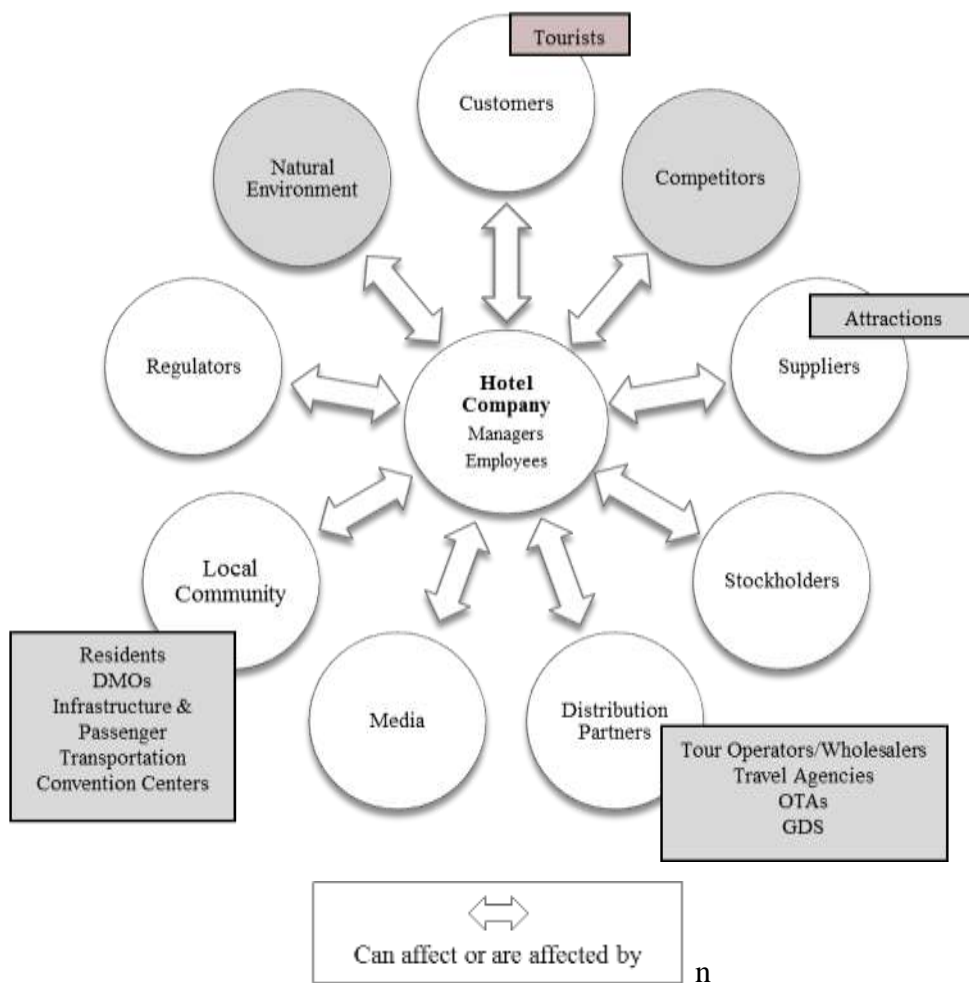 Tourists
Customers
Natural
Environment
Competitors
Attractions
Regulators
Suppliers
Hotel
Company
Managers
Employees
Local
Community
Stockholders
Residents
DMOs
Infrastructure &
Passenger
Transportation
Convention Centers
Media
Distribution
Partners
Tour Operators/Wholesalers
Travel Agencies
OTAs
GDS
Can affect or are affected by
n